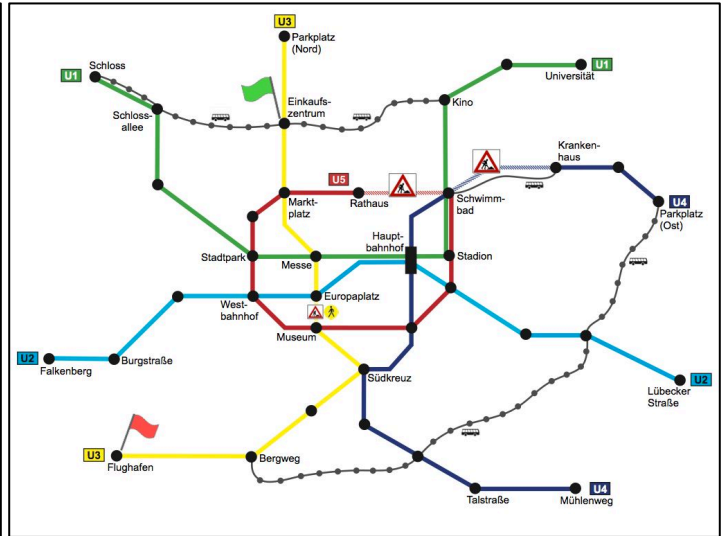 U3
Parkplatz
(Nord)
Schloss
U1
U1
Universität
Schloss-
allee
Einkaufs-
zentrum
Kino
Kranken-
haus
U5
Markt-
platz
Rathaus
Schwimm-
bad
U4
Parkplatz
(Ost)
Haupt-
bahnhof
Stadtpark
Messe
Stadion
West-
bahnhof
Europaplatz
Museum
U2
Falkenberg
Burgstraße
Südkreuz
U2
Lübecker
Straße
U3
Flughafen
Bergweg
Talstraße
U4
Mühlenweg